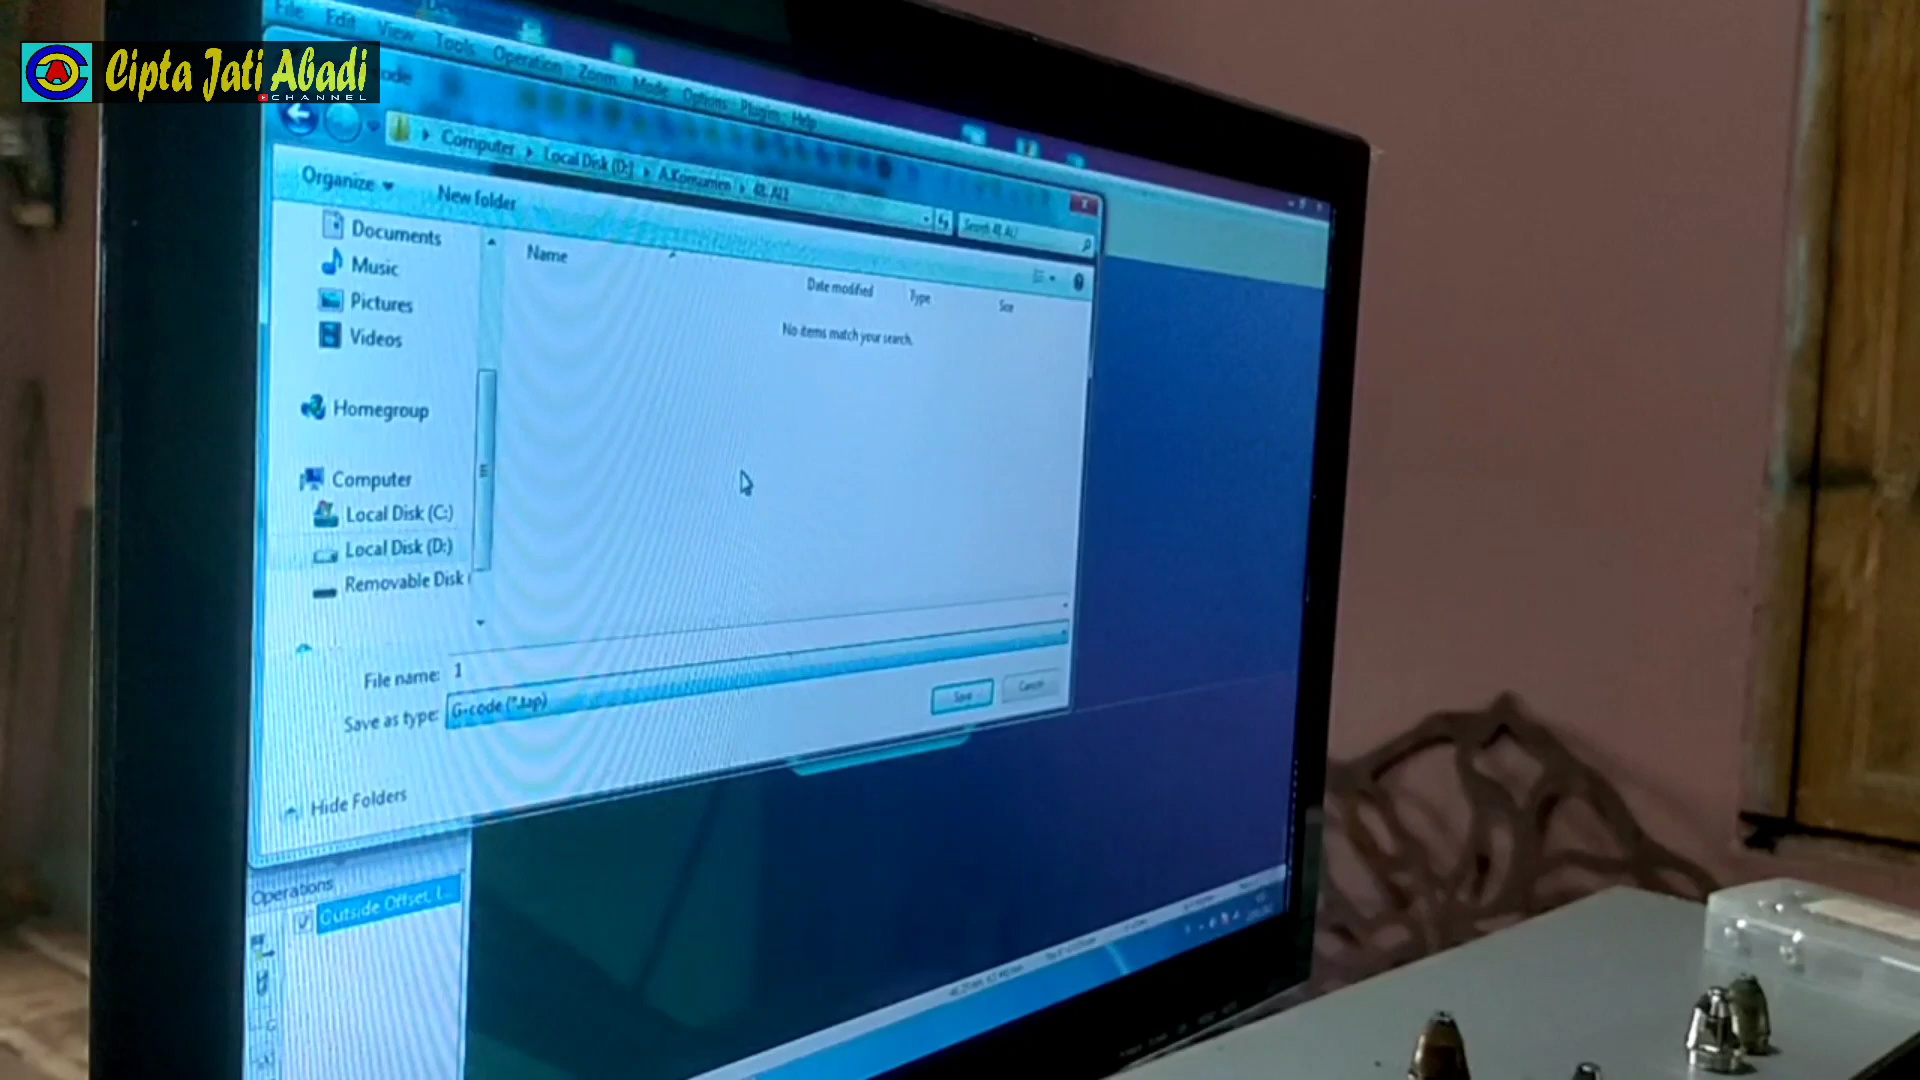 Cipta Jati Abadi
CHANNEL
File Edit View Tools Operation Zoom Mode Options Plugin Help
Computer Local Disk (D:) A.Konsumen
Organize New folder
Documents
Music
Pictures
Videos
Homegroup
Computer
Local Disk (C:)
Local Disk (D:)
Removable Disk
Name Date modified Type Size
No items match your search.
File name: 1
Save as type: G-code (*.tap)
Save Cancel
Hide Folders
Operations
Outside Offset,